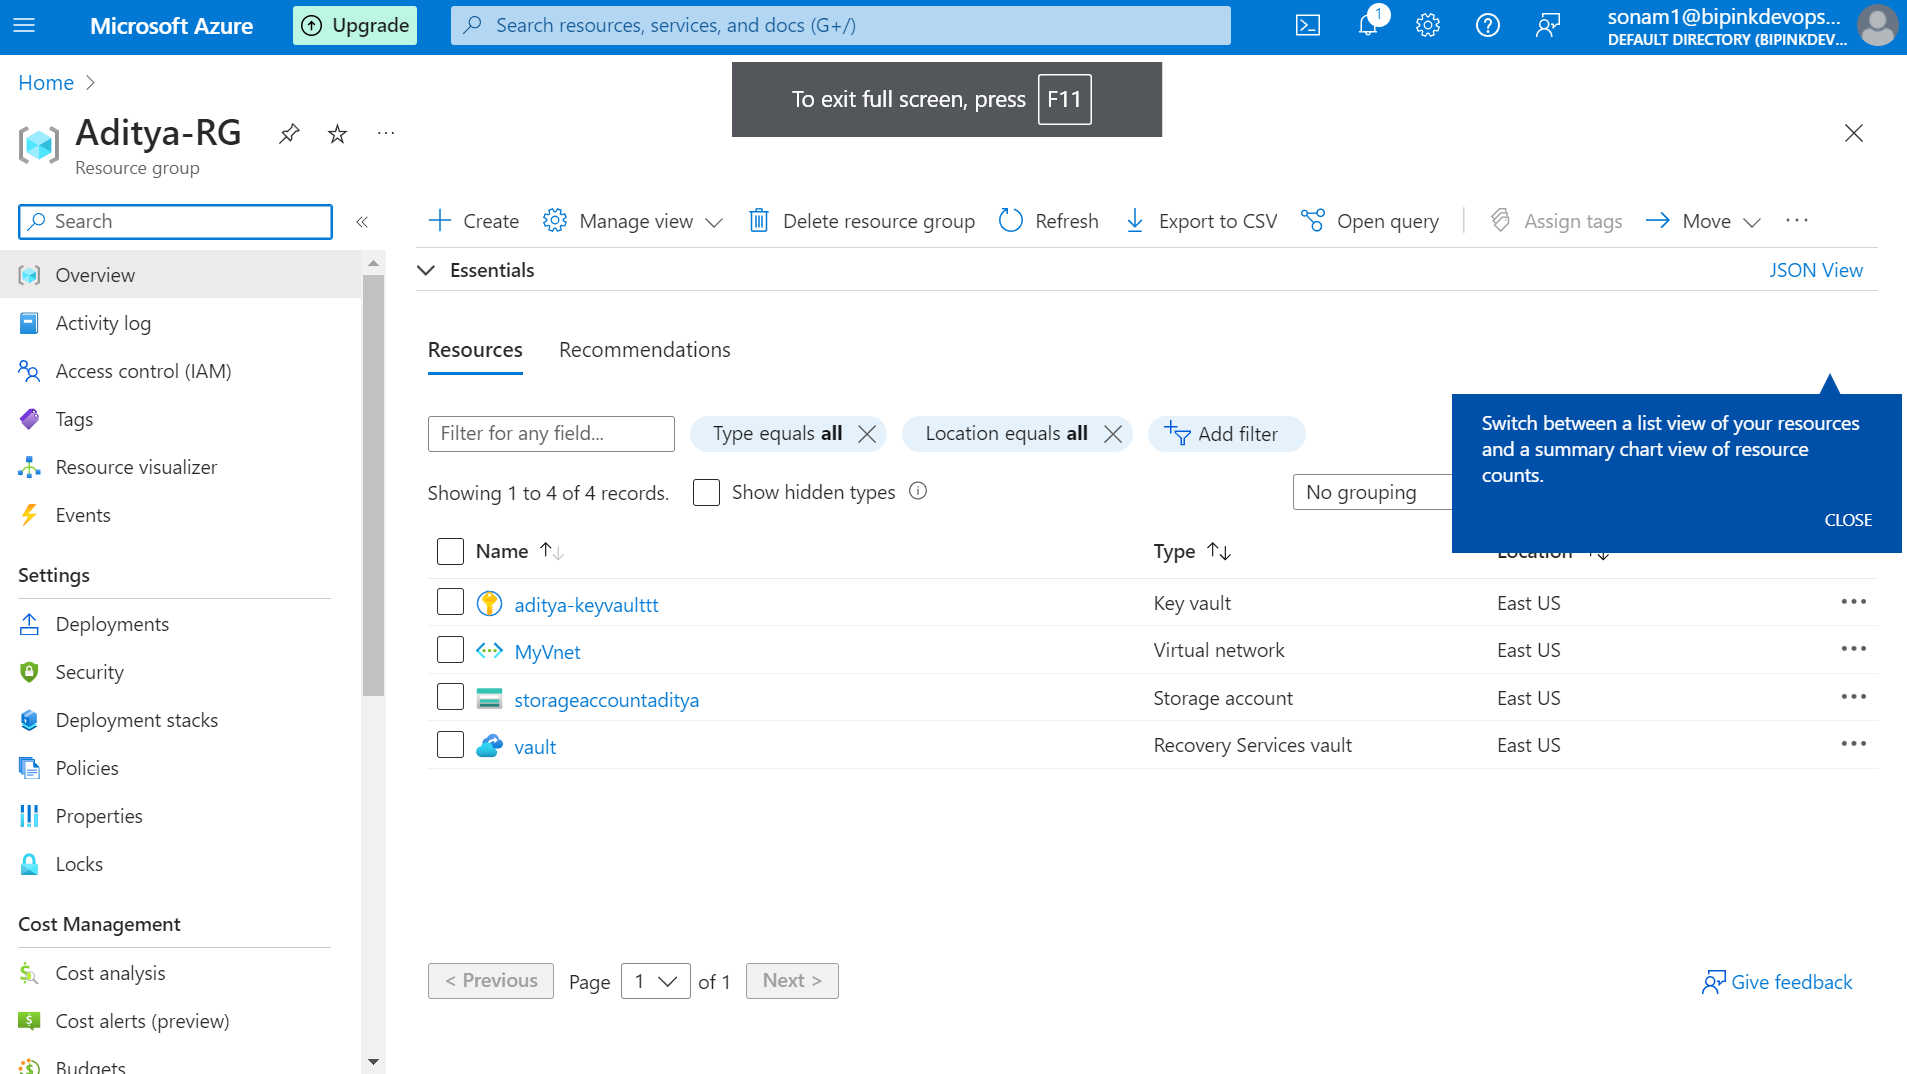 Microsoft Azure
Upgrade
Search resources, services, and docs (G+/)
1
sonam1@bipinkdevops...
DEFAULT DIRECTORY (BIPINKDEV...
Home
To exit full screen, press F11
Aditya-RG
Resource group
Search
Create
Manage view
Delete resource group
Refresh
Export to CSV
Open query
Assign tags
Move
Essentials
JSON View
Overview
Activity log
Access control (IAM)
Tags
Resource visualizer
Events
Settings
Deployments
Security
Deployment stacks
Policies
Properties
Locks
Cost Management
Cost analysis
Cost alerts (preview)
Budgets
Resources Recommendations
Filter for any field...
Type equals all
Location equals all
Add filter
Switch between a list view of your resources
and a summary chart view of resource
counts.
CLOSE
Showing 1 to 4 of 4 records.
Show hidden types
No grouping
Name Type Location
aditya-keyvaulttt Key vault East US
MyVnet Virtual network East US
storageaccountaditya Storage account East US
vault Recovery Services vault East US
< Previous Page 1 of 1 Next >
Give feedback